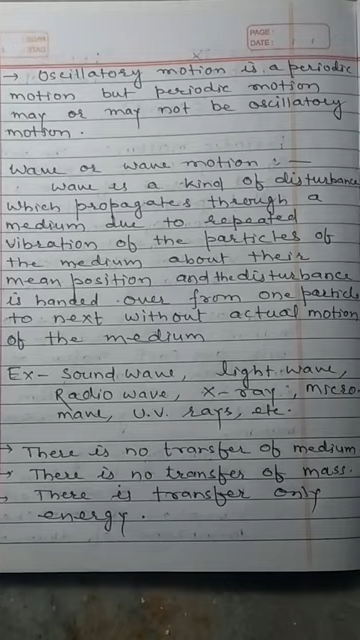 PAGE :
DATE : / /
→ Oscillatory motion is a periodic
motion but periodic motion
may or may not be oscillatory
motion.
Wave or wave motion : —
Wave is a kind of disturbance
which propagates through a
medium due to repeated
vibration of the particles of
the medium about their
mean position and the disturbance
is handed over from one particle
to next without actual motion
of the medium
Ex- Sound wave, light wave,
Radio wave, X-ray, micro-
mane, U.V. rays, etc.
→ There is no transfer of medium
→ There is no transfer of mass.
→ There is transfer only
energy.